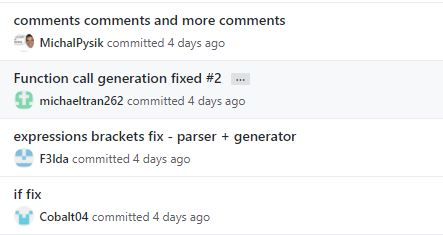 comments comments and more comments
MichalPysik committed 4 days ago
Function call generation fixed #2 ...
michaeltran262 committed 4 days ago
expressions brackets fix - parser + generator
F3lda committed 4 days ago
if fix
Cobalt04 committed 4 days ago